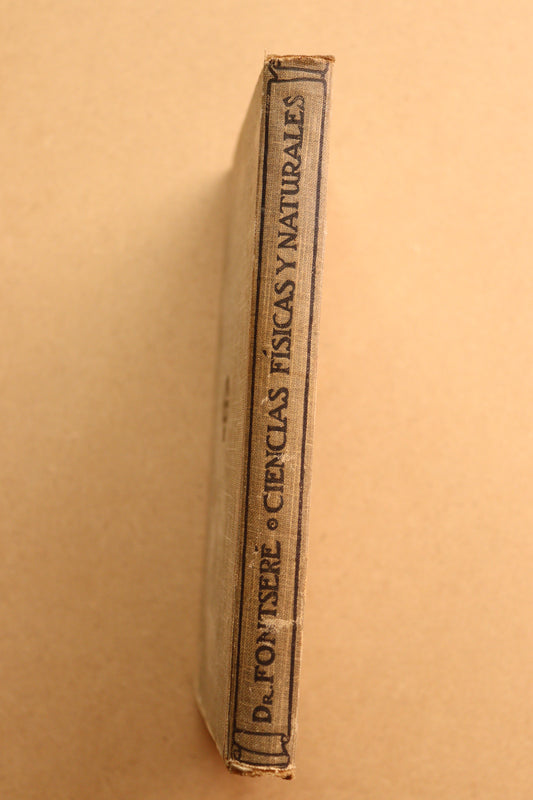 Dr. FONTSERÉ ○ CIENCIAS FÍSICAS Y NATURALES